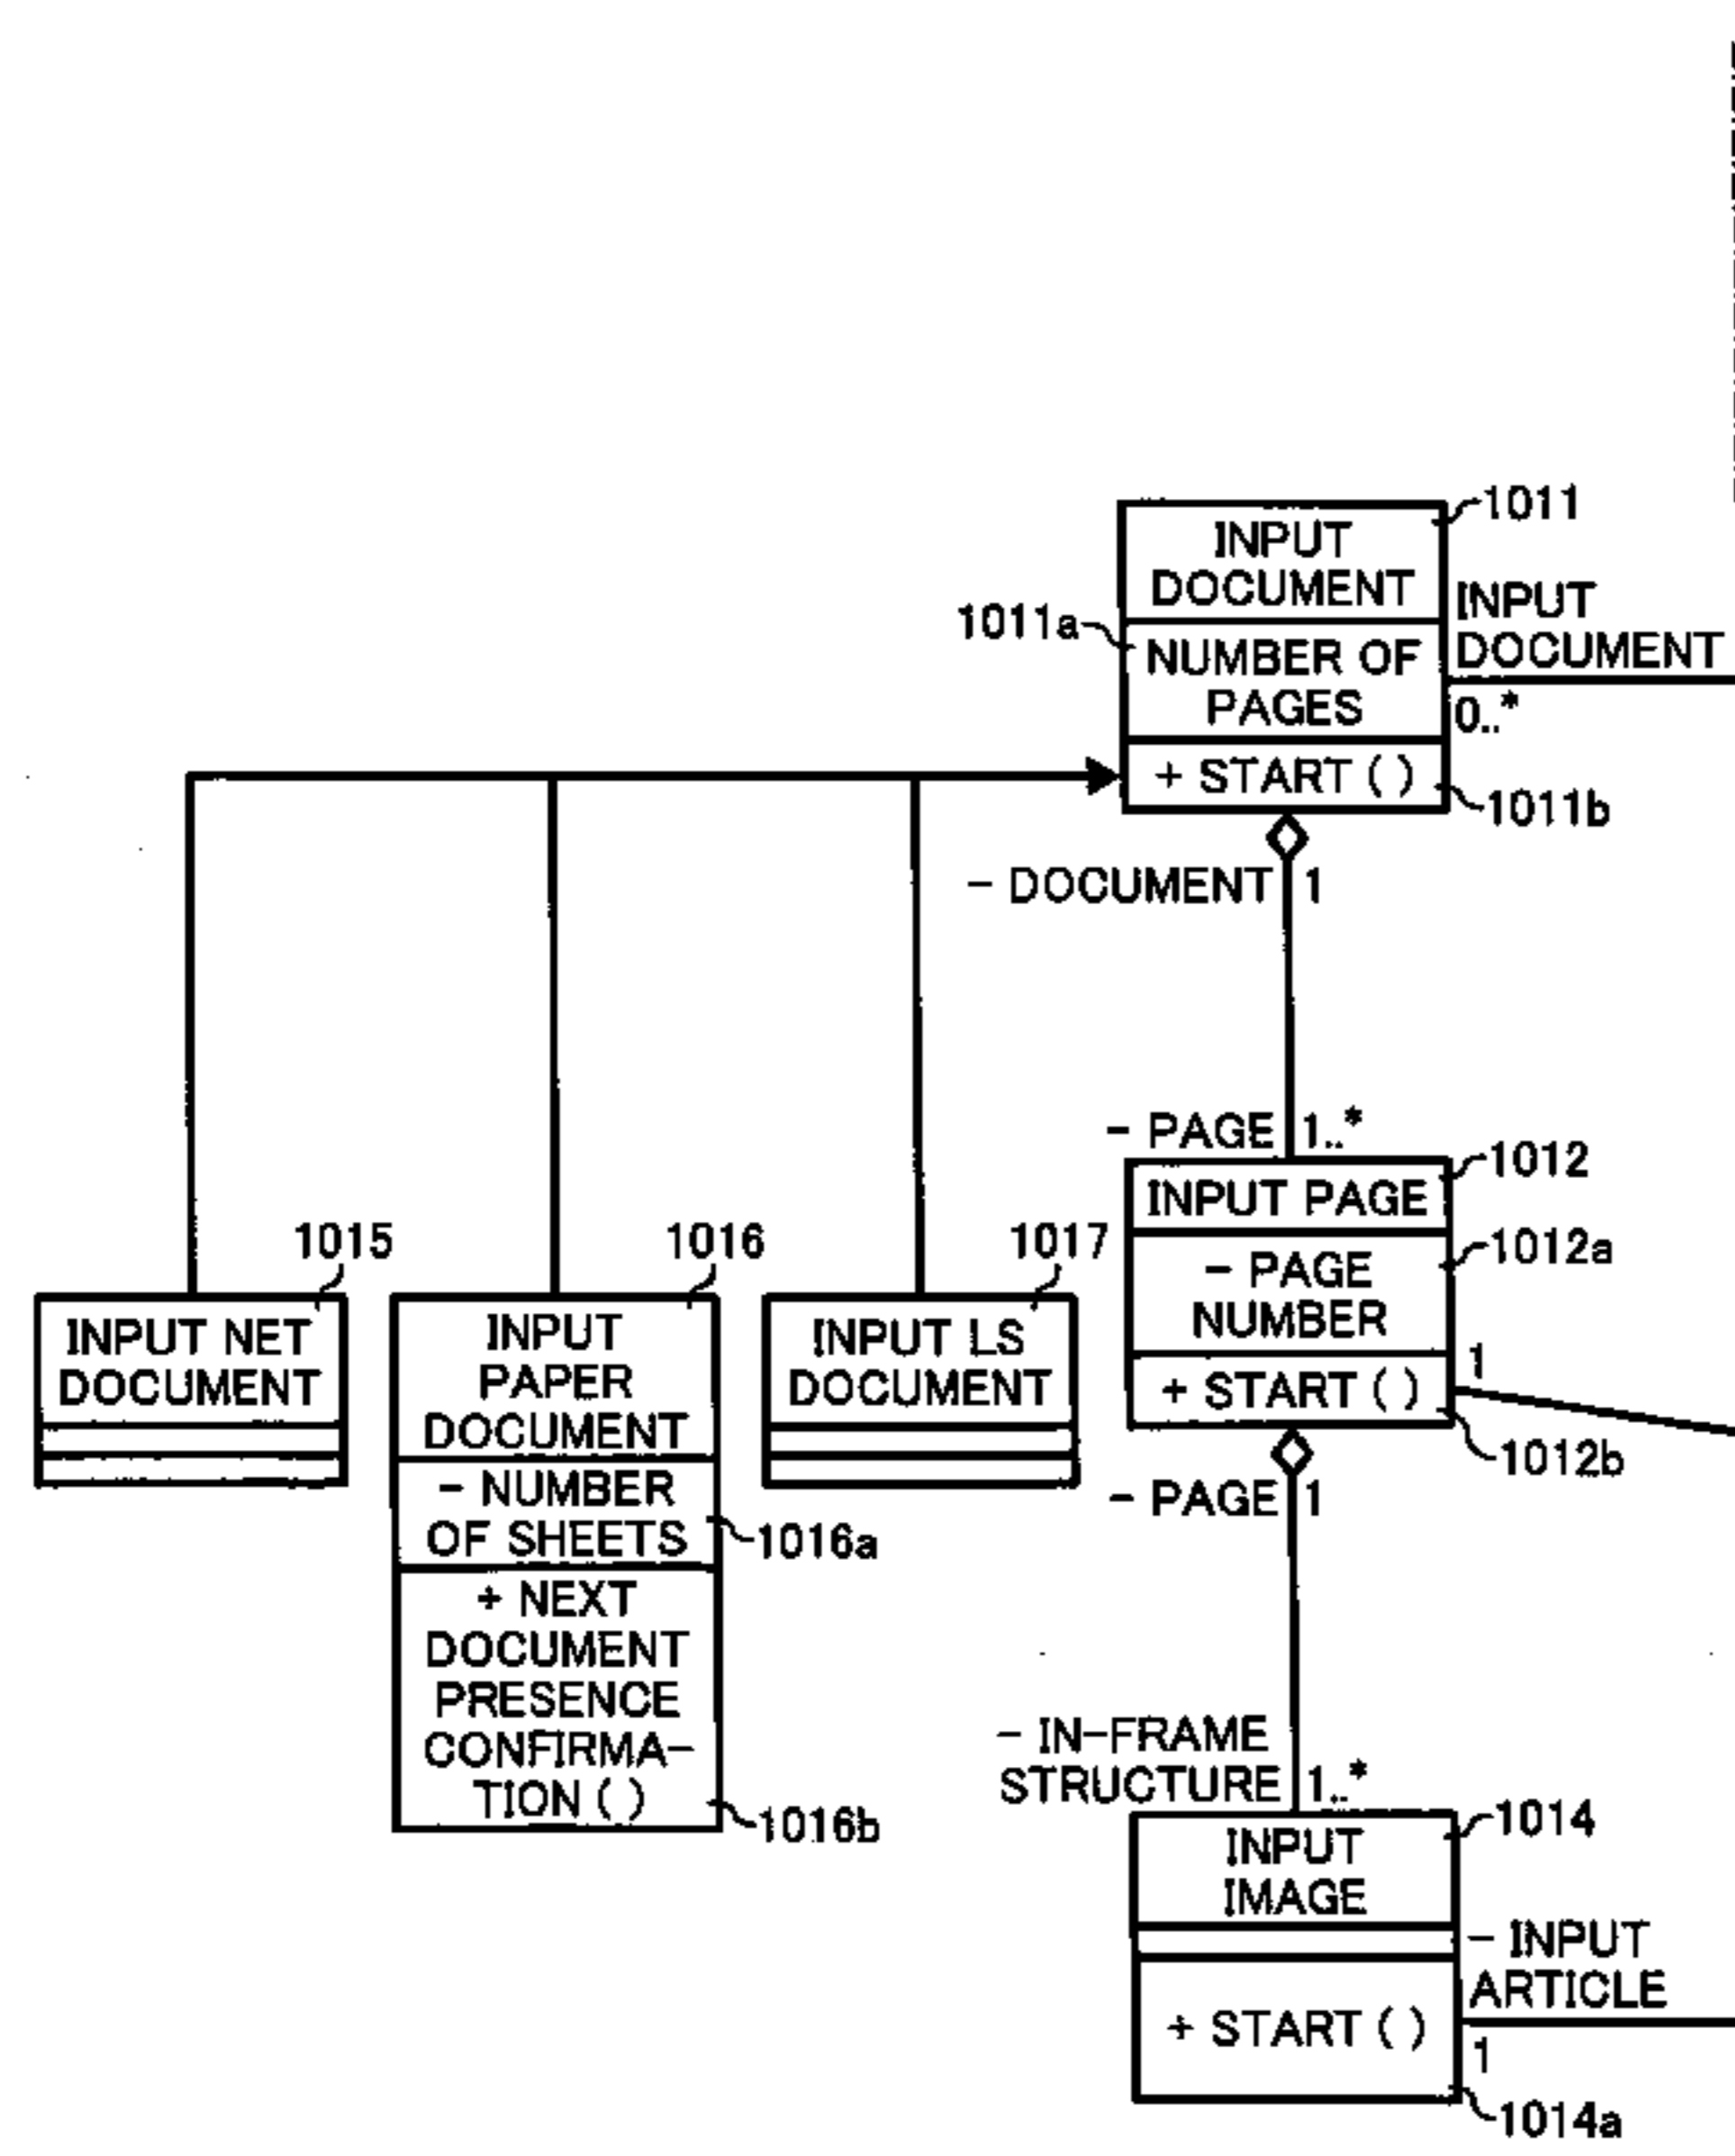 1011
INPUT
DOCUMENT
1011a
NUMBER OF
PAGES
+ START ( )
1011b
INPUT
DOCUMENT
0..*
- DOCUMENT 1
- PAGE 1..*
1012
INPUT PAGE
1012a
- PAGE
NUMBER
1
+ START ( )
1012b
1015
INPUT NET
DOCUMENT
1016
INPUT
PAPER
DOCUMENT
- NUMBER
OF SHEETS
1016a
+ NEXT
DOCUMENT
PRESENCE
CONFIRMA-
TION ( )
1016b
1017
INPUT LS
DOCUMENT
- PAGE 1
- IN-FRAME
STRUCTURE 1..*
1014
INPUT
IMAGE
- INPUT
ARTICLE
+ START ( )
1
1014a